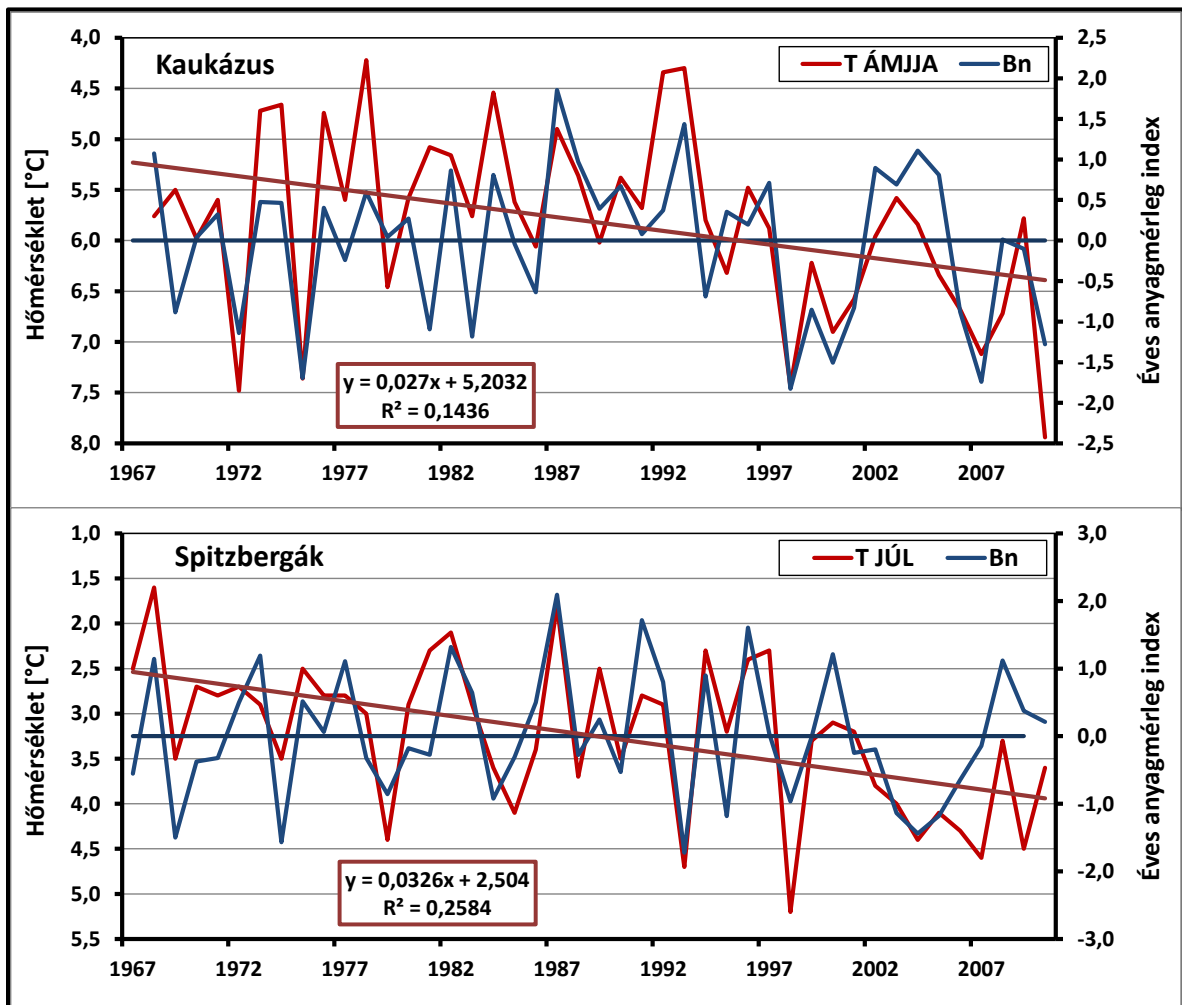 Kaukázus
T ÁMJJA Bn
Hőmérséklet [°C]
4,0
4,5
5,0
5,5
6,0
6,5
7,0
7,5
8,0
2,5
2,0
1,5
1,0
0,5
0,0
-0,5
-1,0
-1,5
-2,0
-2,5
Éves anyagmérleg index
y = 0,027x + 5,2032
R² = 0,1436
1967 1972 1977 1982 1987 1992 1997 2002 2007
Spitzbergák
T JÚL Bn
Hőmérséklet [°C]
1,0
1,5
2,0
2,5
3,0
3,5
4,0
4,5
5,0
5,5
3,0
2,0
1,0
0,0
-1,0
-2,0
-3,0
Éves anyagmérleg index
y = 0,0326x + 2,504
R² = 0,2584
1967 1972 1977 1982 1987 1992 1997 2002 2007